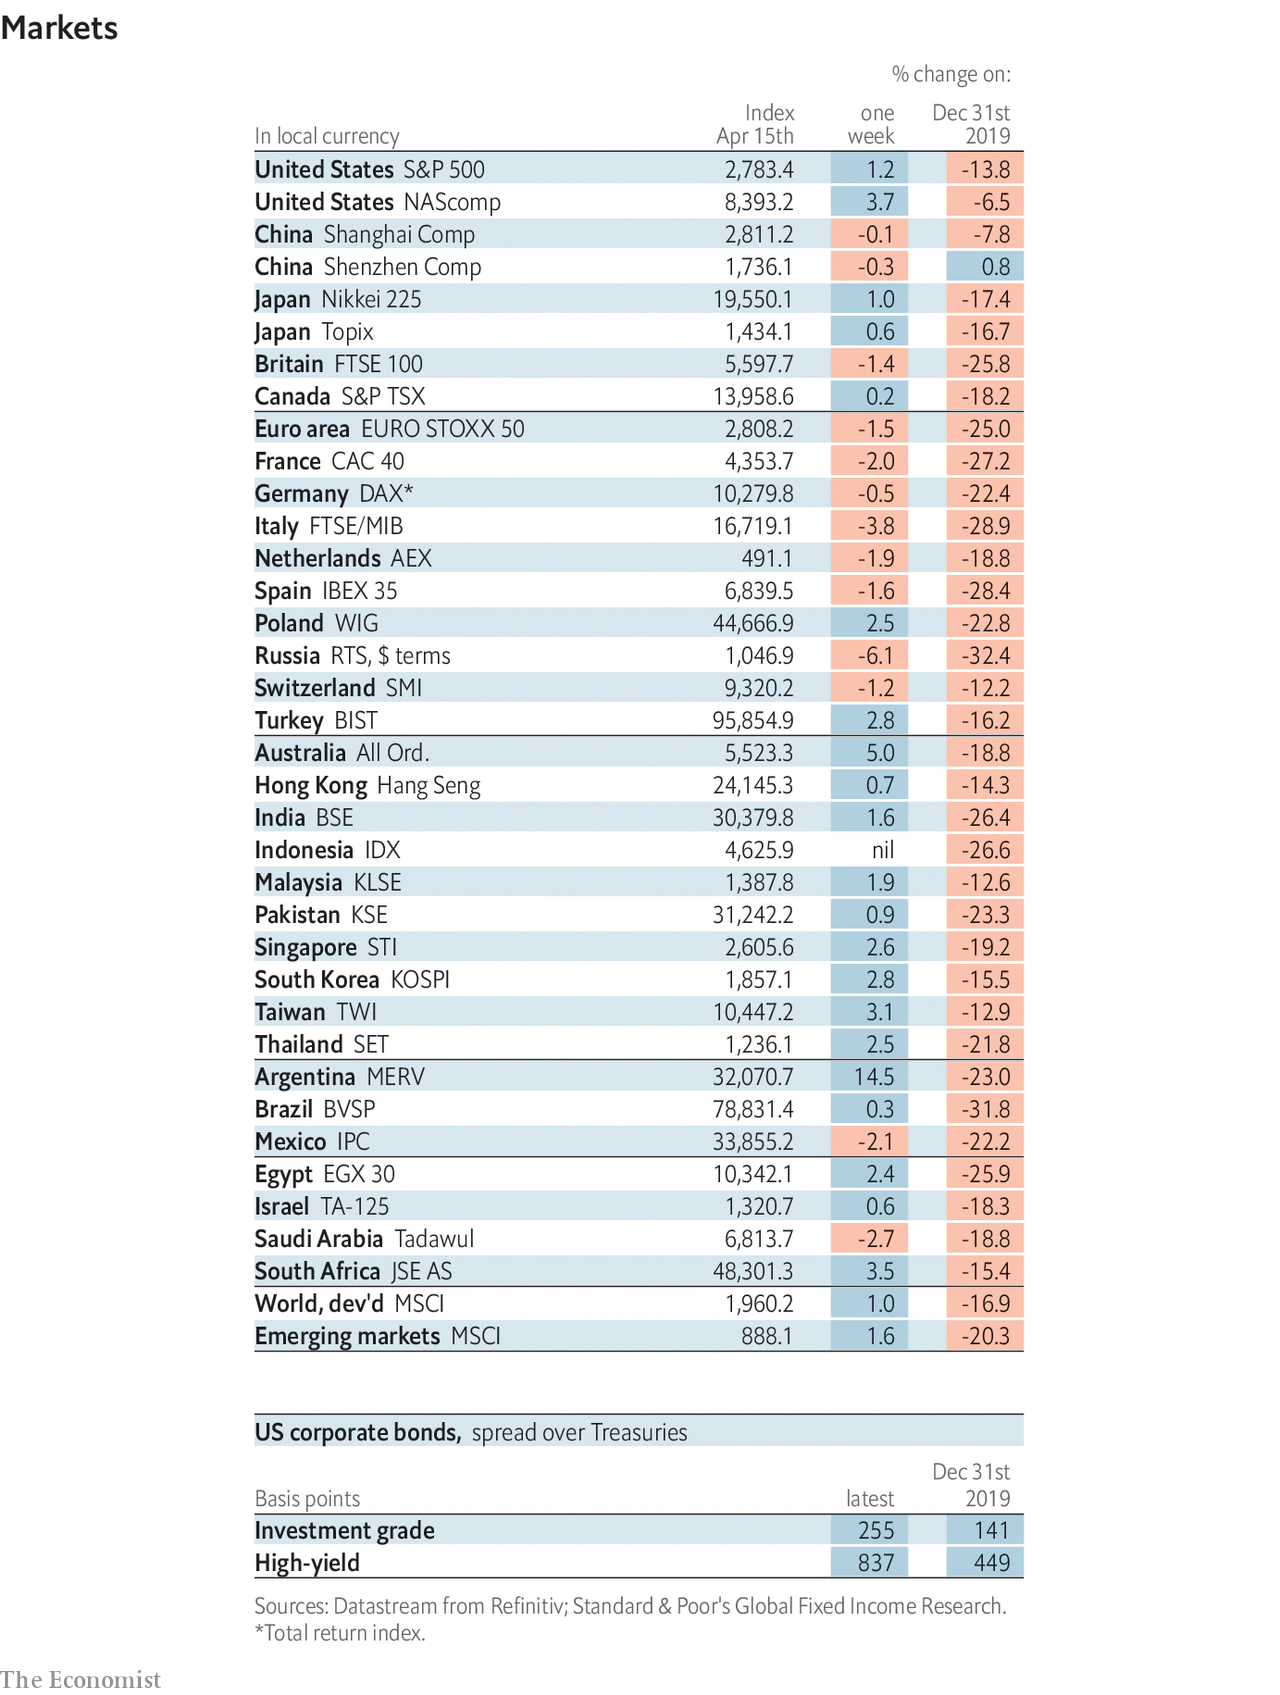 Markets
% change on:
Index one Dec 31st
In local currency Apr 15th week 2019
United States S&P 500 2,783.4 1.2 -13.8
United States NAScomp 8,393.2 3.7 -6.5
China Shanghai Comp 2,811.2 -0.1 -7.8
China Shenzhen Comp 1,736.1 -0.3 0.8
Japan Nikkei 225 19,550.1 1.0 -17.4
Japan Topix 1,434.1 0.6 -16.7
Britain FTSE 100 5,597.7 -1.4 -25.8
Canada S&P TSX 13,958.6 0.2 -18.2
Euro area EURO STOXX 50 2,808.2 -1.5 -25.0
France CAC 40 4,353.7 -2.0 -27.2
Germany DAX* 10,279.8 -0.5 -22.4
Italy FTSE/MIB 16,719.1 -3.8 -28.9
Netherlands AEX 491.1 -1.9 -18.8
Spain IBEX 35 6,839.5 -1.6 -28.4
Poland WIG 44,666.9 2.5 -22.8
Russia RTS, $ terms 1,046.9 -6.1 -32.4
Switzerland SMI 9,320.2 -1.2 -12.2
Turkey BIST 95,854.9 2.8 -16.2
Australia All Ord. 5,523.3 5.0 -18.8
Hong Kong Hang Seng 24,145.3 0.7 -14.3
India BSE 30,379.8 1.6 -26.4
Indonesia IDX 4,625.9 nil -26.6
Malaysia KLSE 1,387.8 1.9 -12.6
Pakistan KSE 31,242.2 0.9 -23.3
Singapore STI 2,605.6 2.6 -19.2
South Korea KOSPI 1,857.1 2.8 -15.5
Taiwan TWI 10,447.2 3.1 -12.9
Thailand SET 1,236.1 2.5 -21.8
Argentina MERV 32,070.7 14.5 -23.0
Brazil BVSP 78,831.4 0.3 -31.8
Mexico IPC 33,855.2 -2.1 -22.2
Egypt EGX 30 10,342.1 2.4 -25.9
Israel TA-125 1,320.7 0.6 -18.3
Saudi Arabia Tadawul 6,813.7 -2.7 -18.8
South Africa JSE AS 48,301.3 3.5 -15.4
World, dev'd MSCI 1,960.2 1.0 -16.9
Emerging markets MSCI 888.1 1.6 -20.3
US corporate bonds, spread over Treasuries
Dec 31st
Basis points latest 2019
Investment grade 255 141
High-yield 837 449
Sources: Datastream from Refinitiv; Standard & Poor's Global Fixed Income Research.
*Total return index.
The Economist